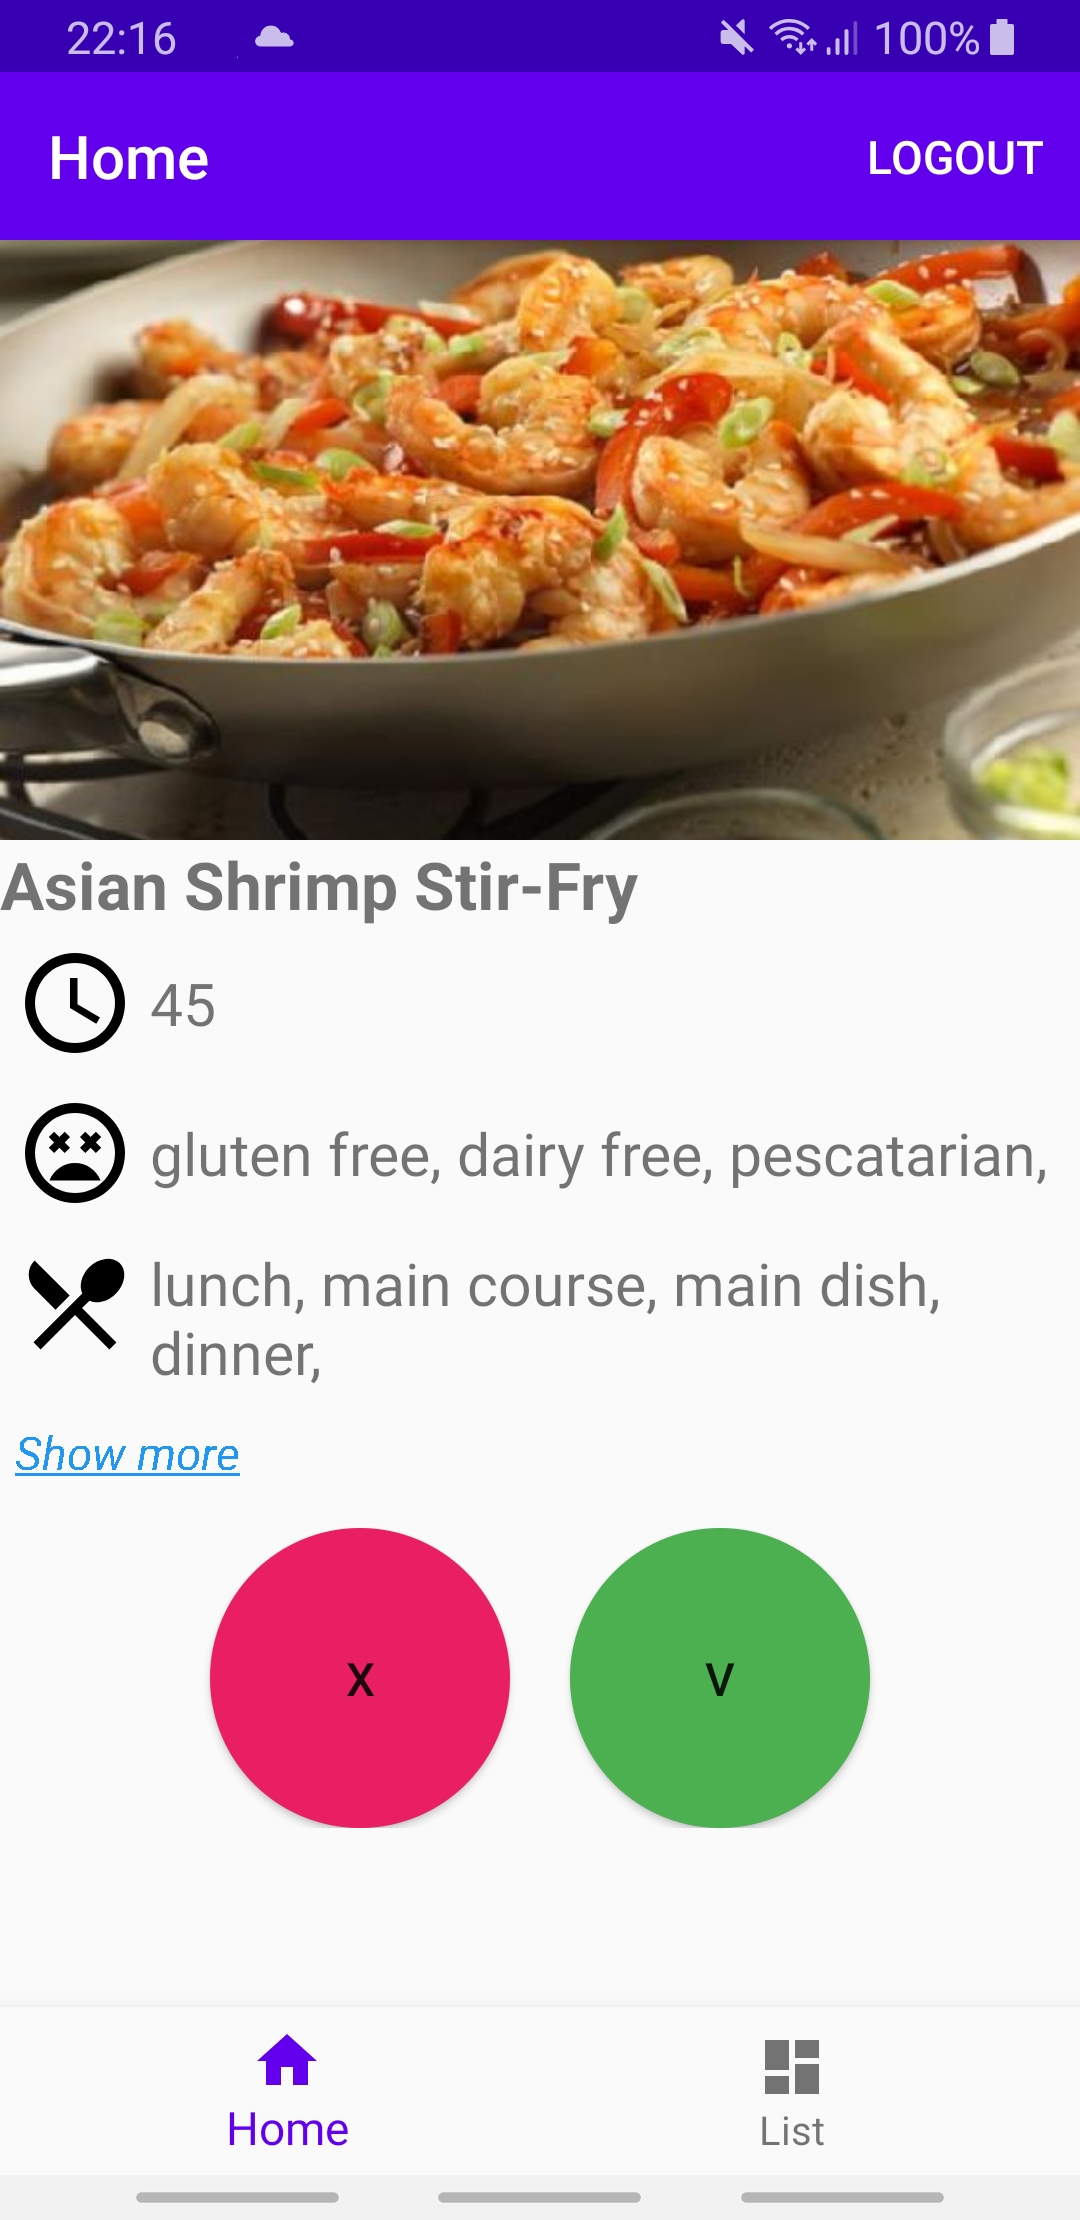 22:16 100%
Home LOGOUT
Asian Shrimp Stir-Fry
45
gluten free, dairy free, pescatarian,
lunch, main course, main dish,
dinner,
Show more
X V
Home List